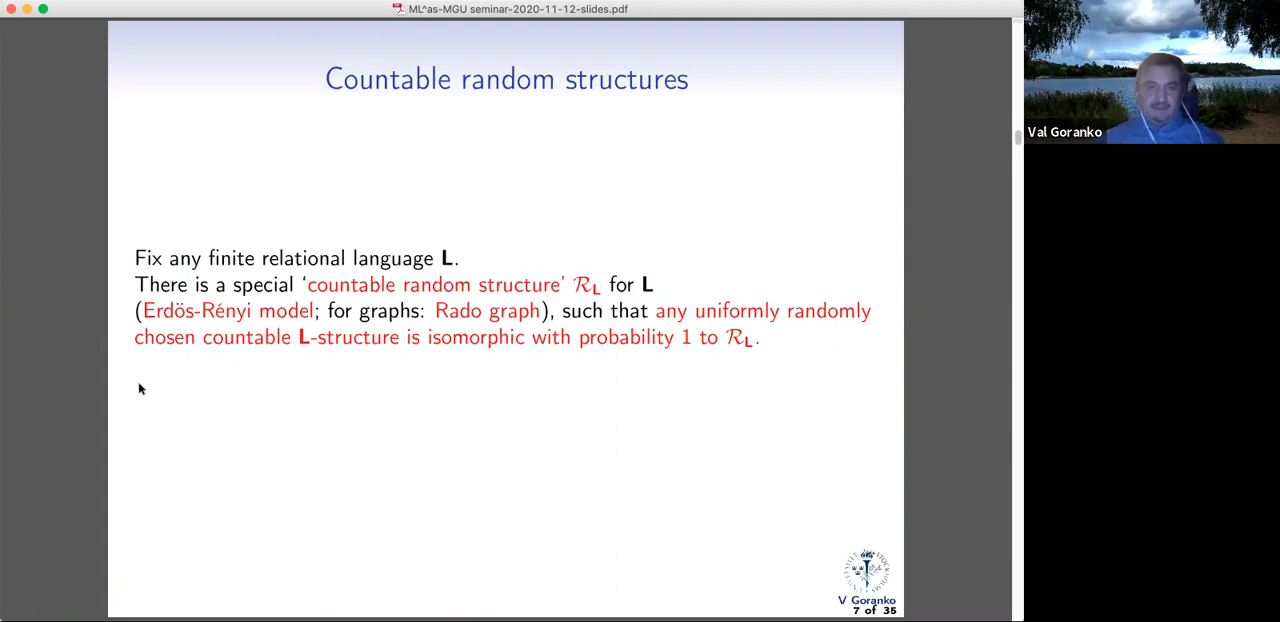 ML^as-MGU seminar-2020-11-12-slides.pdf
Countable random structures
Val Goranko
Fix any finite relational language L.
There is a special ‘countable random structure’ ℛ_L for L
(Erdös-Rényi model; for graphs: Rado graph), such that any uniformly randomly
chosen countable L-structure is isomorphic with probability 1 to ℛ_L.
V Goranko
7 of 35